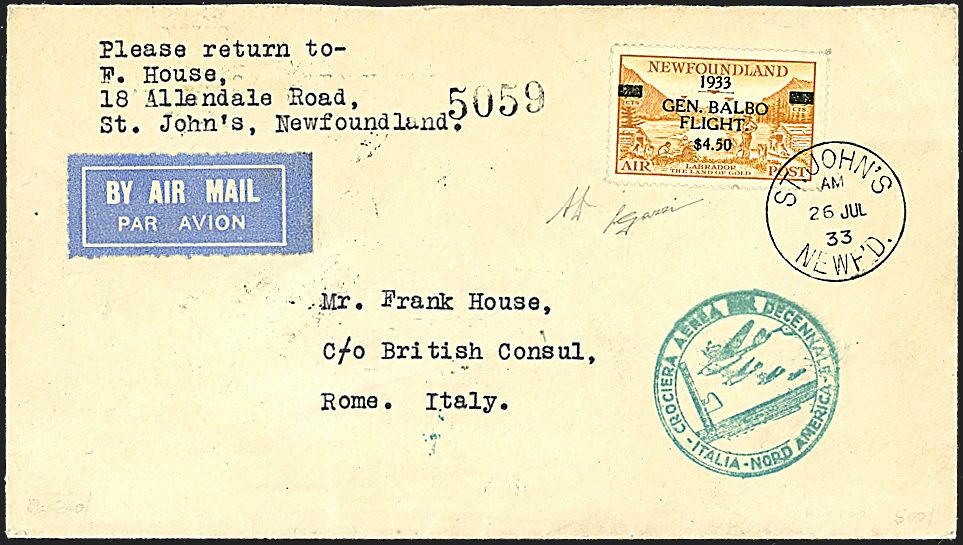 Please return to-
F. House,
18 Allendale Road,
St. John's, Newfoundland.
5059
NEWFOUNDLAND
1933
CTS CTS
GEN. BALBO
FLIGHT.
$4.50
LABRADOR
AIR THE LAND OF GOLD POST
BY AIR MAIL
PAR AVION
ST. JOHN'S
AM
26 JUL
33
NEWF'D.
Mr. Frank House,
C/o British Consul,
Rome. Italy.
CROCIERA AEREA DECENNALE-
-ITALIA-NORD AMERICA-